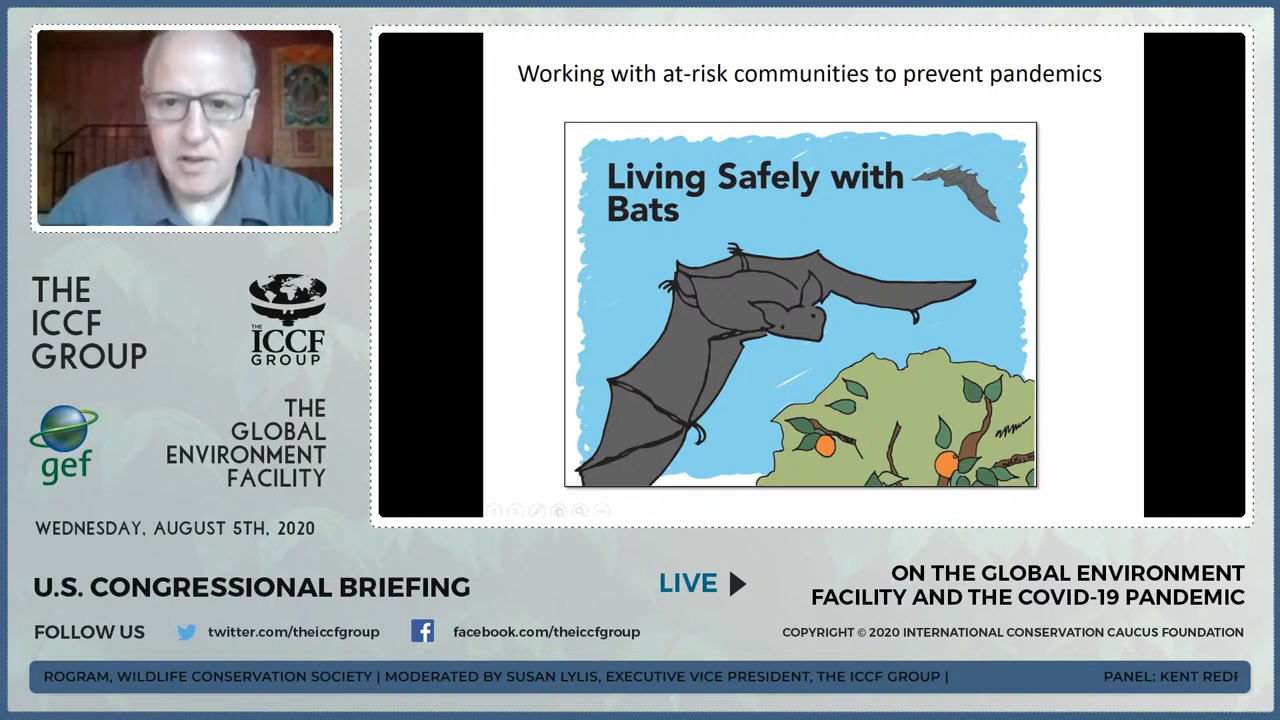 Working with at-risk communities to prevent pandemics
Living Safely with
Bats
THE
ICCF
GROUP
THE
ICCF
GROUP
gef
THE
GLOBAL
ENVIRONMENT
FACILITY
WEDNESDAY, AUGUST 5TH, 2020
U.S. CONGRESSIONAL BRIEFING
LIVE
ON THE GLOBAL ENVIRONMENT
FACILITY AND THE COVID-19 PANDEMIC
FOLLOW US
twitter.com/theiccfgroup
facebook.com/theiccfgroup
COPYRIGHT © 2020 INTERNATIONAL CONSERVATION CAUCUS FOUNDATION
ROGRAM, WILDLIFE CONSERVATION SOCIETY | MODERATED BY SUSAN LYLIS, EXECUTIVE VICE PRESIDENT, THE ICCF GROUP |
PANEL: KENT REDF